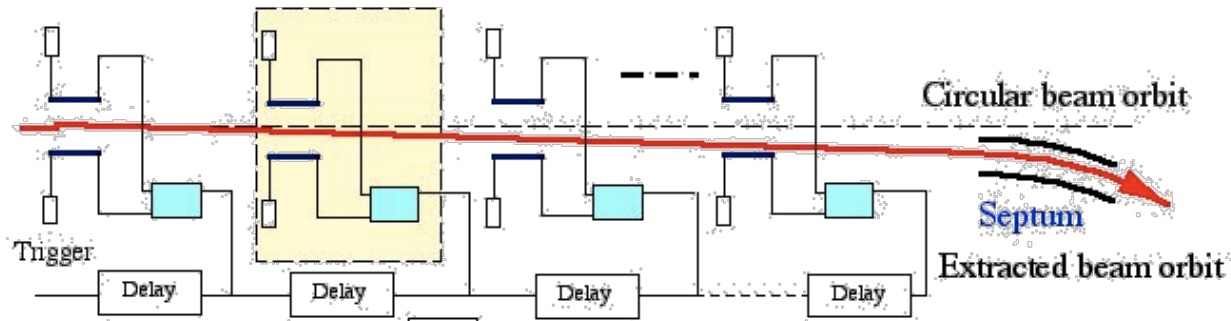 Circular beam orbit
Septum
Trigger
Extracted beam orbit
Delay
Delay
Delay
Delay